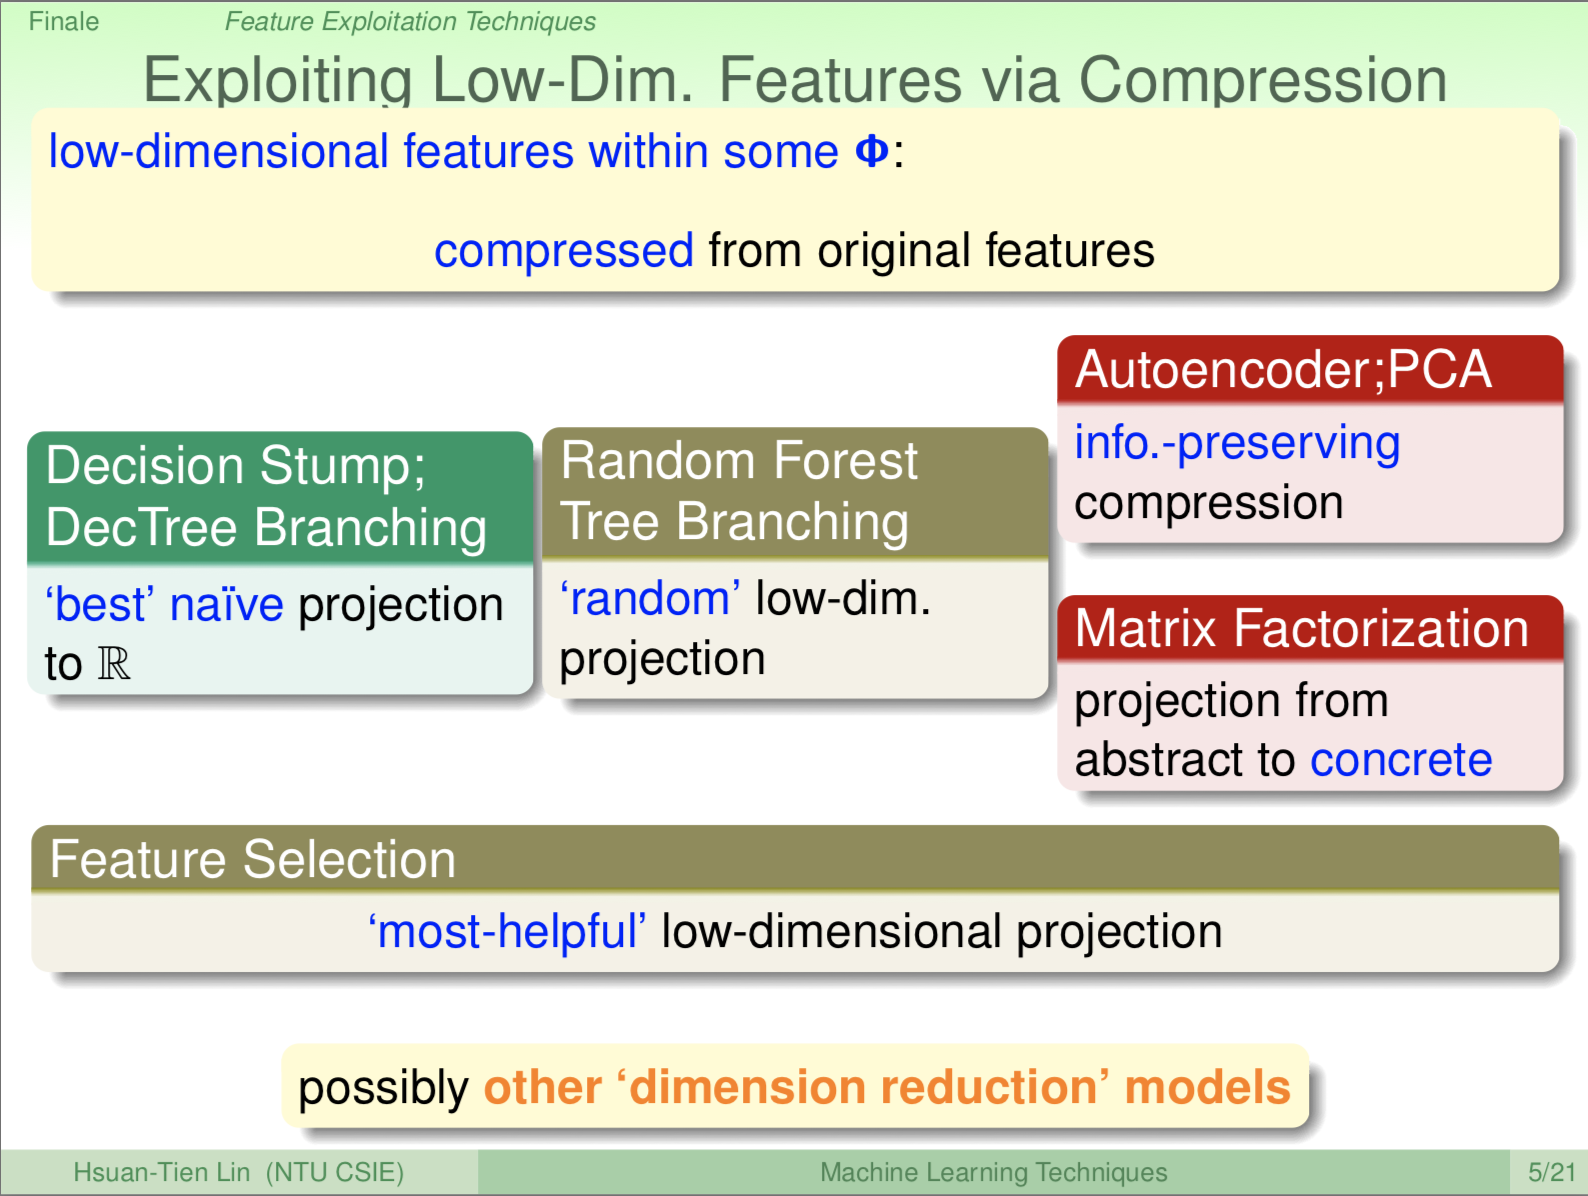 Finale Feature Exploitation Techniques
Exploiting Low-Dim. Features via Compression
low-dimensional features within some Φ:
compressed from original features
Decision Stump;
DecTree Branching
‘best’ naïve projection
to ℝ
Random Forest
Tree Branching
‘random’ low-dim.
projection
Autoencoder;PCA
info.-preserving
compression
Matrix Factorization
projection from
abstract to concrete
Feature Selection
‘most-helpful’ low-dimensional projection
possibly other ‘dimension reduction’ models
Hsuan-Tien Lin (NTU CSIE) Machine Learning Techniques 5/21